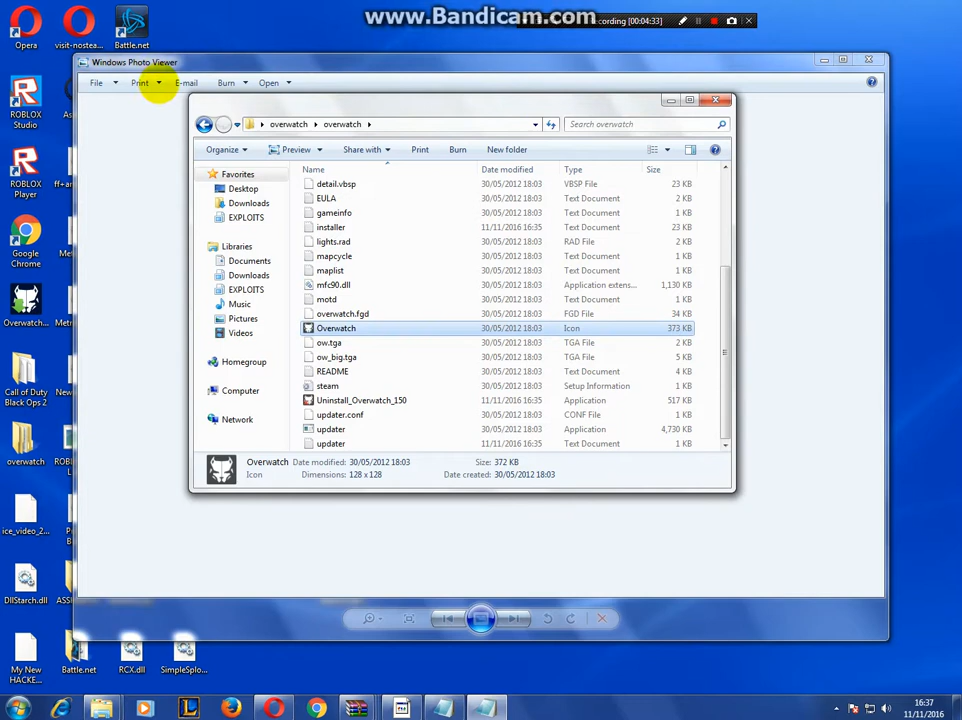 www.Bandicam.com
cording [00:04:33]
Opera
visit-nostea...
Battle.net
Windows Photo Viewer
File Print E-mail Burn Open
ROBLOX
Studio
ROBLOX
Player
ff+ar
Google
Chrome
Overwatch...
Call of Duty
Black Ops 2
overwatch
ice_video_2...
DllStarch.dll
My New
HACKE...
Battle.net
RCX.dll
SimpleSplo...
overwatch overwatch
Search overwatch
Organize Preview Share with Print Burn New folder
Favorites
Desktop
Downloads
EXPLOITS
Libraries
Documents
Downloads
EXPLOITS
Music
Pictures
Videos
Homegroup
Computer
Network
Name Date modified Type Size
detail.vbsp 30/05/2012 18:03 VBSP File 23 KB
EULA 30/05/2012 18:03 Text Document 2 KB
gameinfo 30/05/2012 18:03 Text Document 1 KB
installer 11/11/2016 16:35 Text Document 23 KB
lights.rad 30/05/2012 18:03 RAD File 2 KB
mapcycle 30/05/2012 18:03 Text Document 1 KB
maplist 30/05/2012 18:03 Text Document 1 KB
mfc90.dll 30/05/2012 18:03 Application extens... 1,130 KB
motd 30/05/2012 18:03 Text Document 1 KB
overwatch.fgd 30/05/2012 18:03 FGD File 34 KB
Overwatch 30/05/2012 18:03 Icon 373 KB
ow.tga 30/05/2012 18:03 TGA File 2 KB
ow_big.tga 30/05/2012 18:03 TGA File 5 KB
README 30/05/2012 18:03 Text Document 4 KB
steam 30/05/2012 18:03 Setup Information 1 KB
Uninstall_Overwatch_150 11/11/2016 16:35 Application 517 KB
updater.conf 30/05/2012 18:03 CONF File 2 KB
updater 30/05/2012 18:03 Application 4,730 KB
updater 11/11/2016 16:35 Text Document 1 KB
Overwatch Date modified: 30/05/2012 18:03 Size: 372 KB
Icon Dimensions: 128 x 128 Date created: 30/05/2012 18:03
16:37
11/11/2016